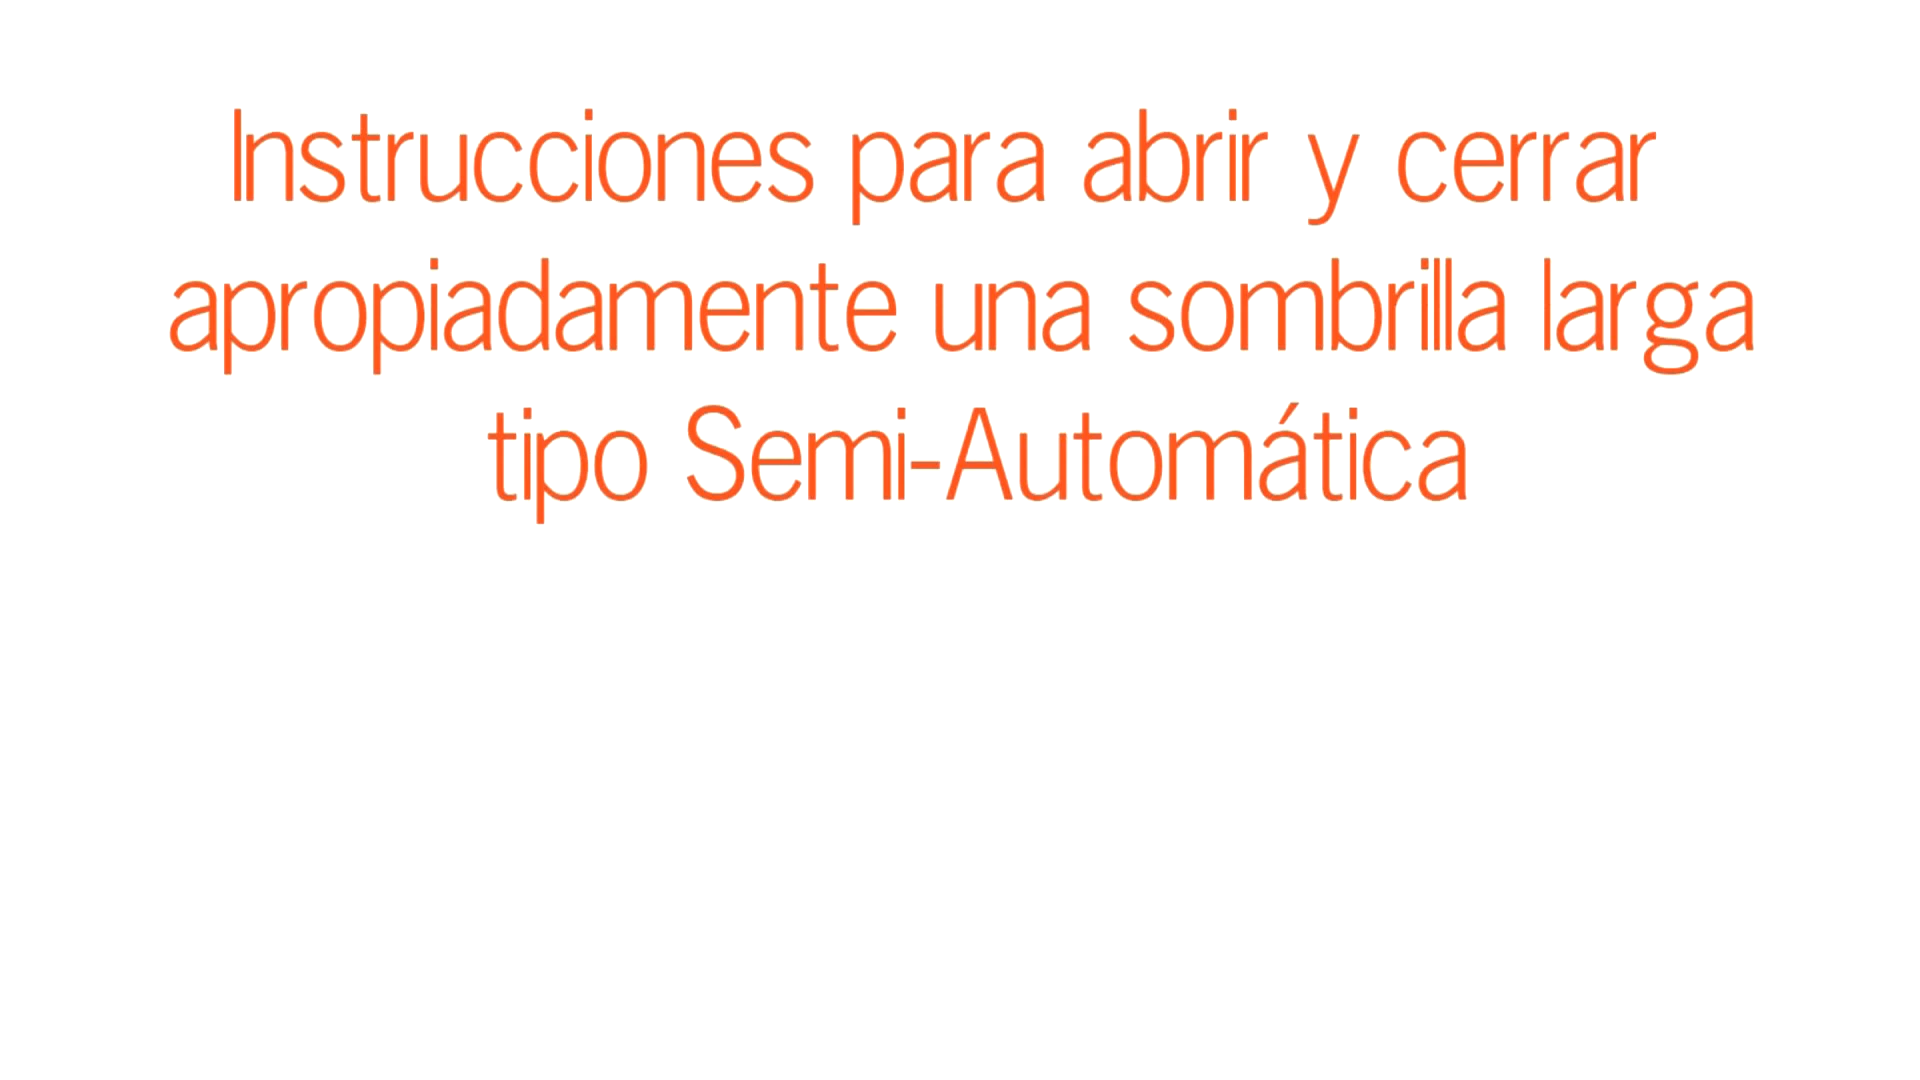 Instrucciones para abrir y cerrar
apropiadamente una sombrilla larga
tipo Semi-Automática